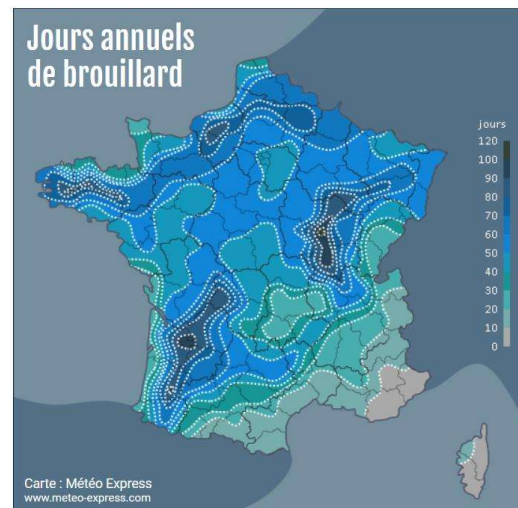 Jours annuels
de brouillard
jours
120
100
90
80
70
60
50
40
30
20
10
0
Carte : Météo Express
www.meteo-express.com